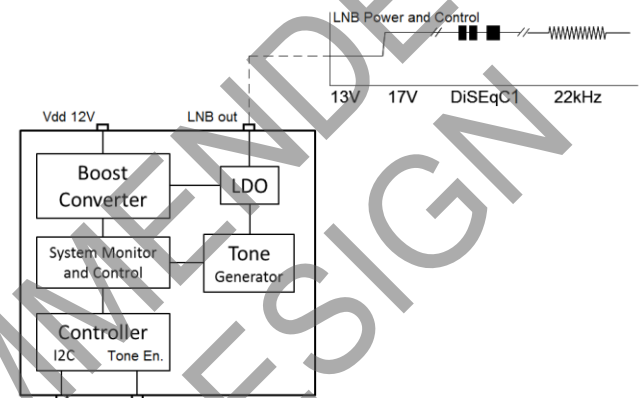 LNB Power and Control
13V 17V DiSEqC1 22kHz
Vdd 12V LNB out
Boost
Converter
LDO
System Monitor
and Control
Tone
Generator
Controller
I2C Tone En.